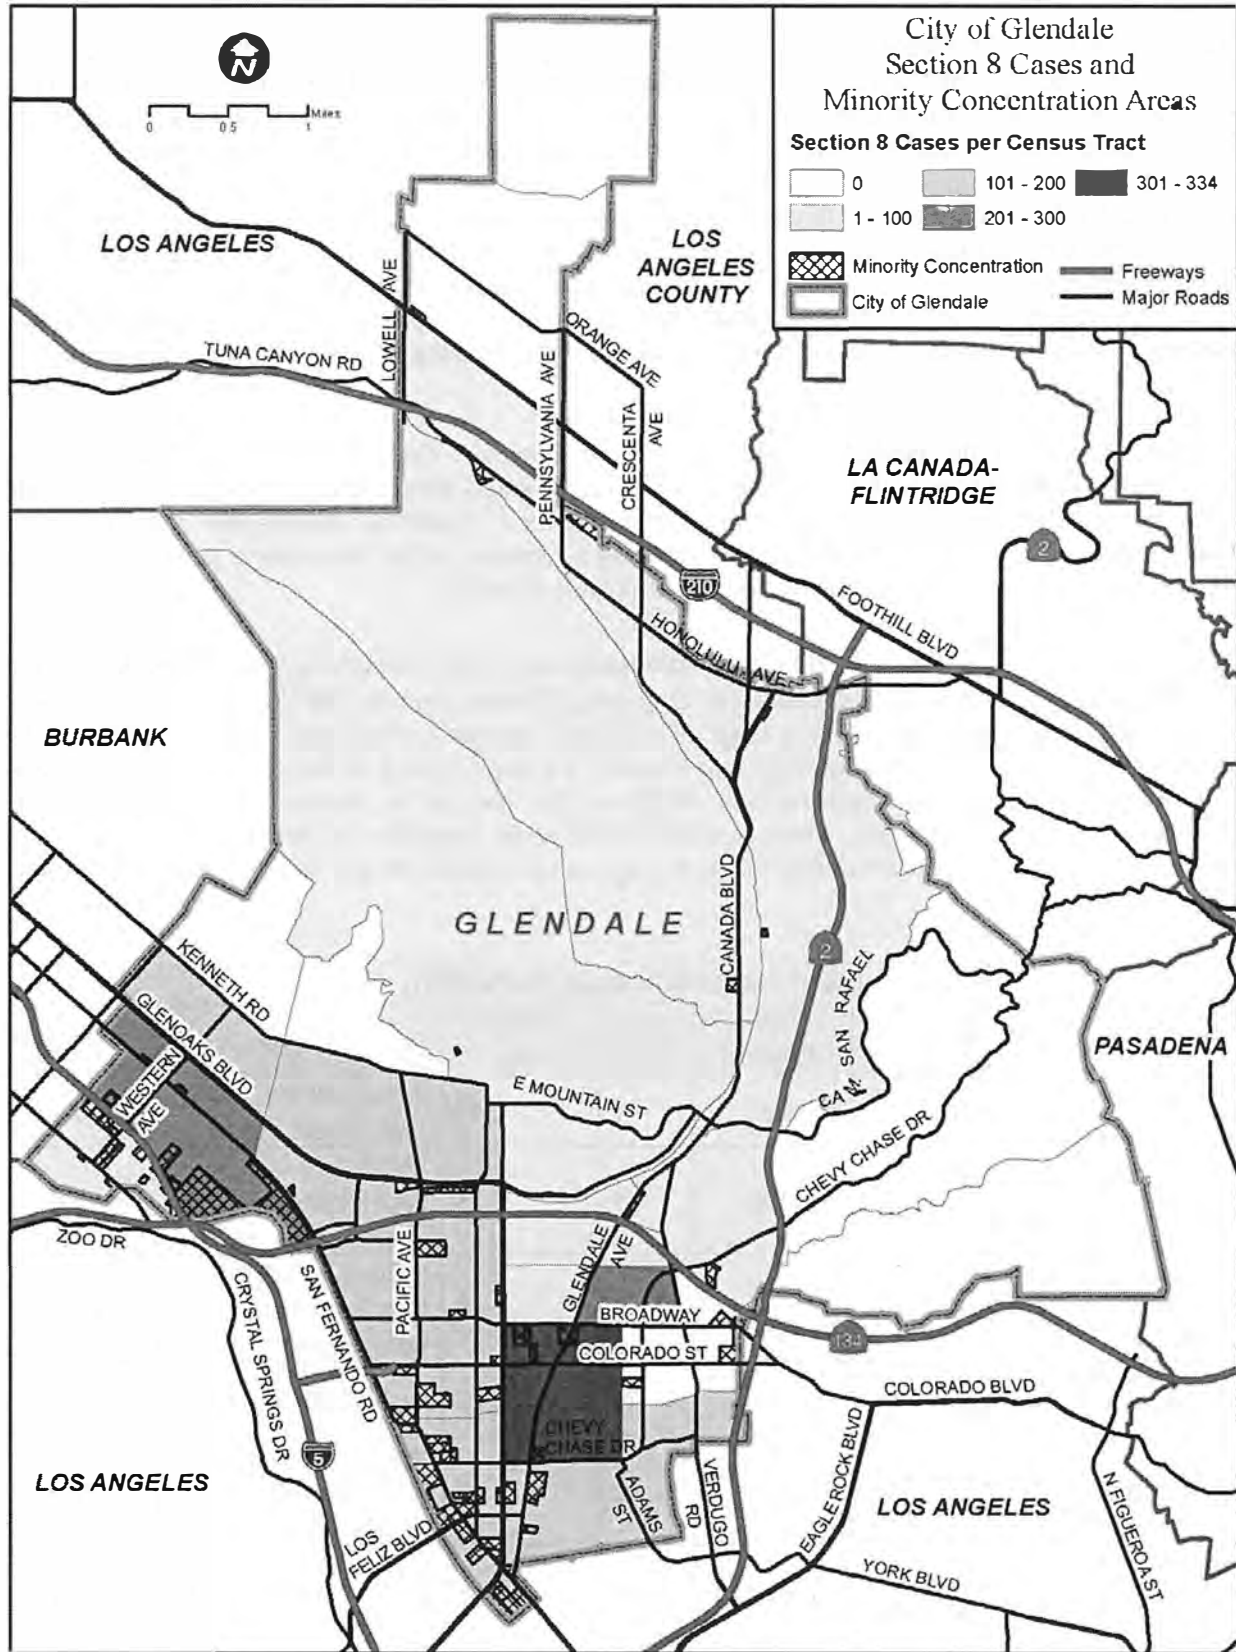 City of Glendale
Section 8 Cases and
Minority Concentration Areas
Section 8 Cases per Census Tract
0
101 - 200
301 - 334
1 - 100
201 - 300
Minority Concentration
Freeways
City of Glendale
Major Roads
N
Miles
0
0.5
1
LOS ANGELES
LOS
ANGELES
COUNTY
LOWELL AVE
TUNA CANYON RD
ORANGE AVE
PENNSYLVANIA AVE
CRESCENTA
AVE
LA CANADA-
FLINTRIDGE
2
210
FOOTHILL BLVD
HONOLULU AVE
BURBANK
GLENDALE
CANADA BLVD
2
KENNETH RD
GLENOAKS BLVD
WESTERN
AVE
CAM. SAN RAFAEL
PASADENA
E MOUNTAIN ST
CHEVY CHASE DR
ZOO DR
CRYSTAL SPRINGS DR
SAN FERNANDO RD
PACIFIC AVE
GLENDALE
AVE
BROADWAY
COLORADO ST
134
COLORADO BLVD
CHEVY
CHASE DR
5
LOS ANGELES
LOS
FELIZ BLVD
ADAMS
ST
VERDUGO
RD
EAGLE ROCK BLVD
LOS ANGELES
N FIGUEROA ST
YORK BLVD